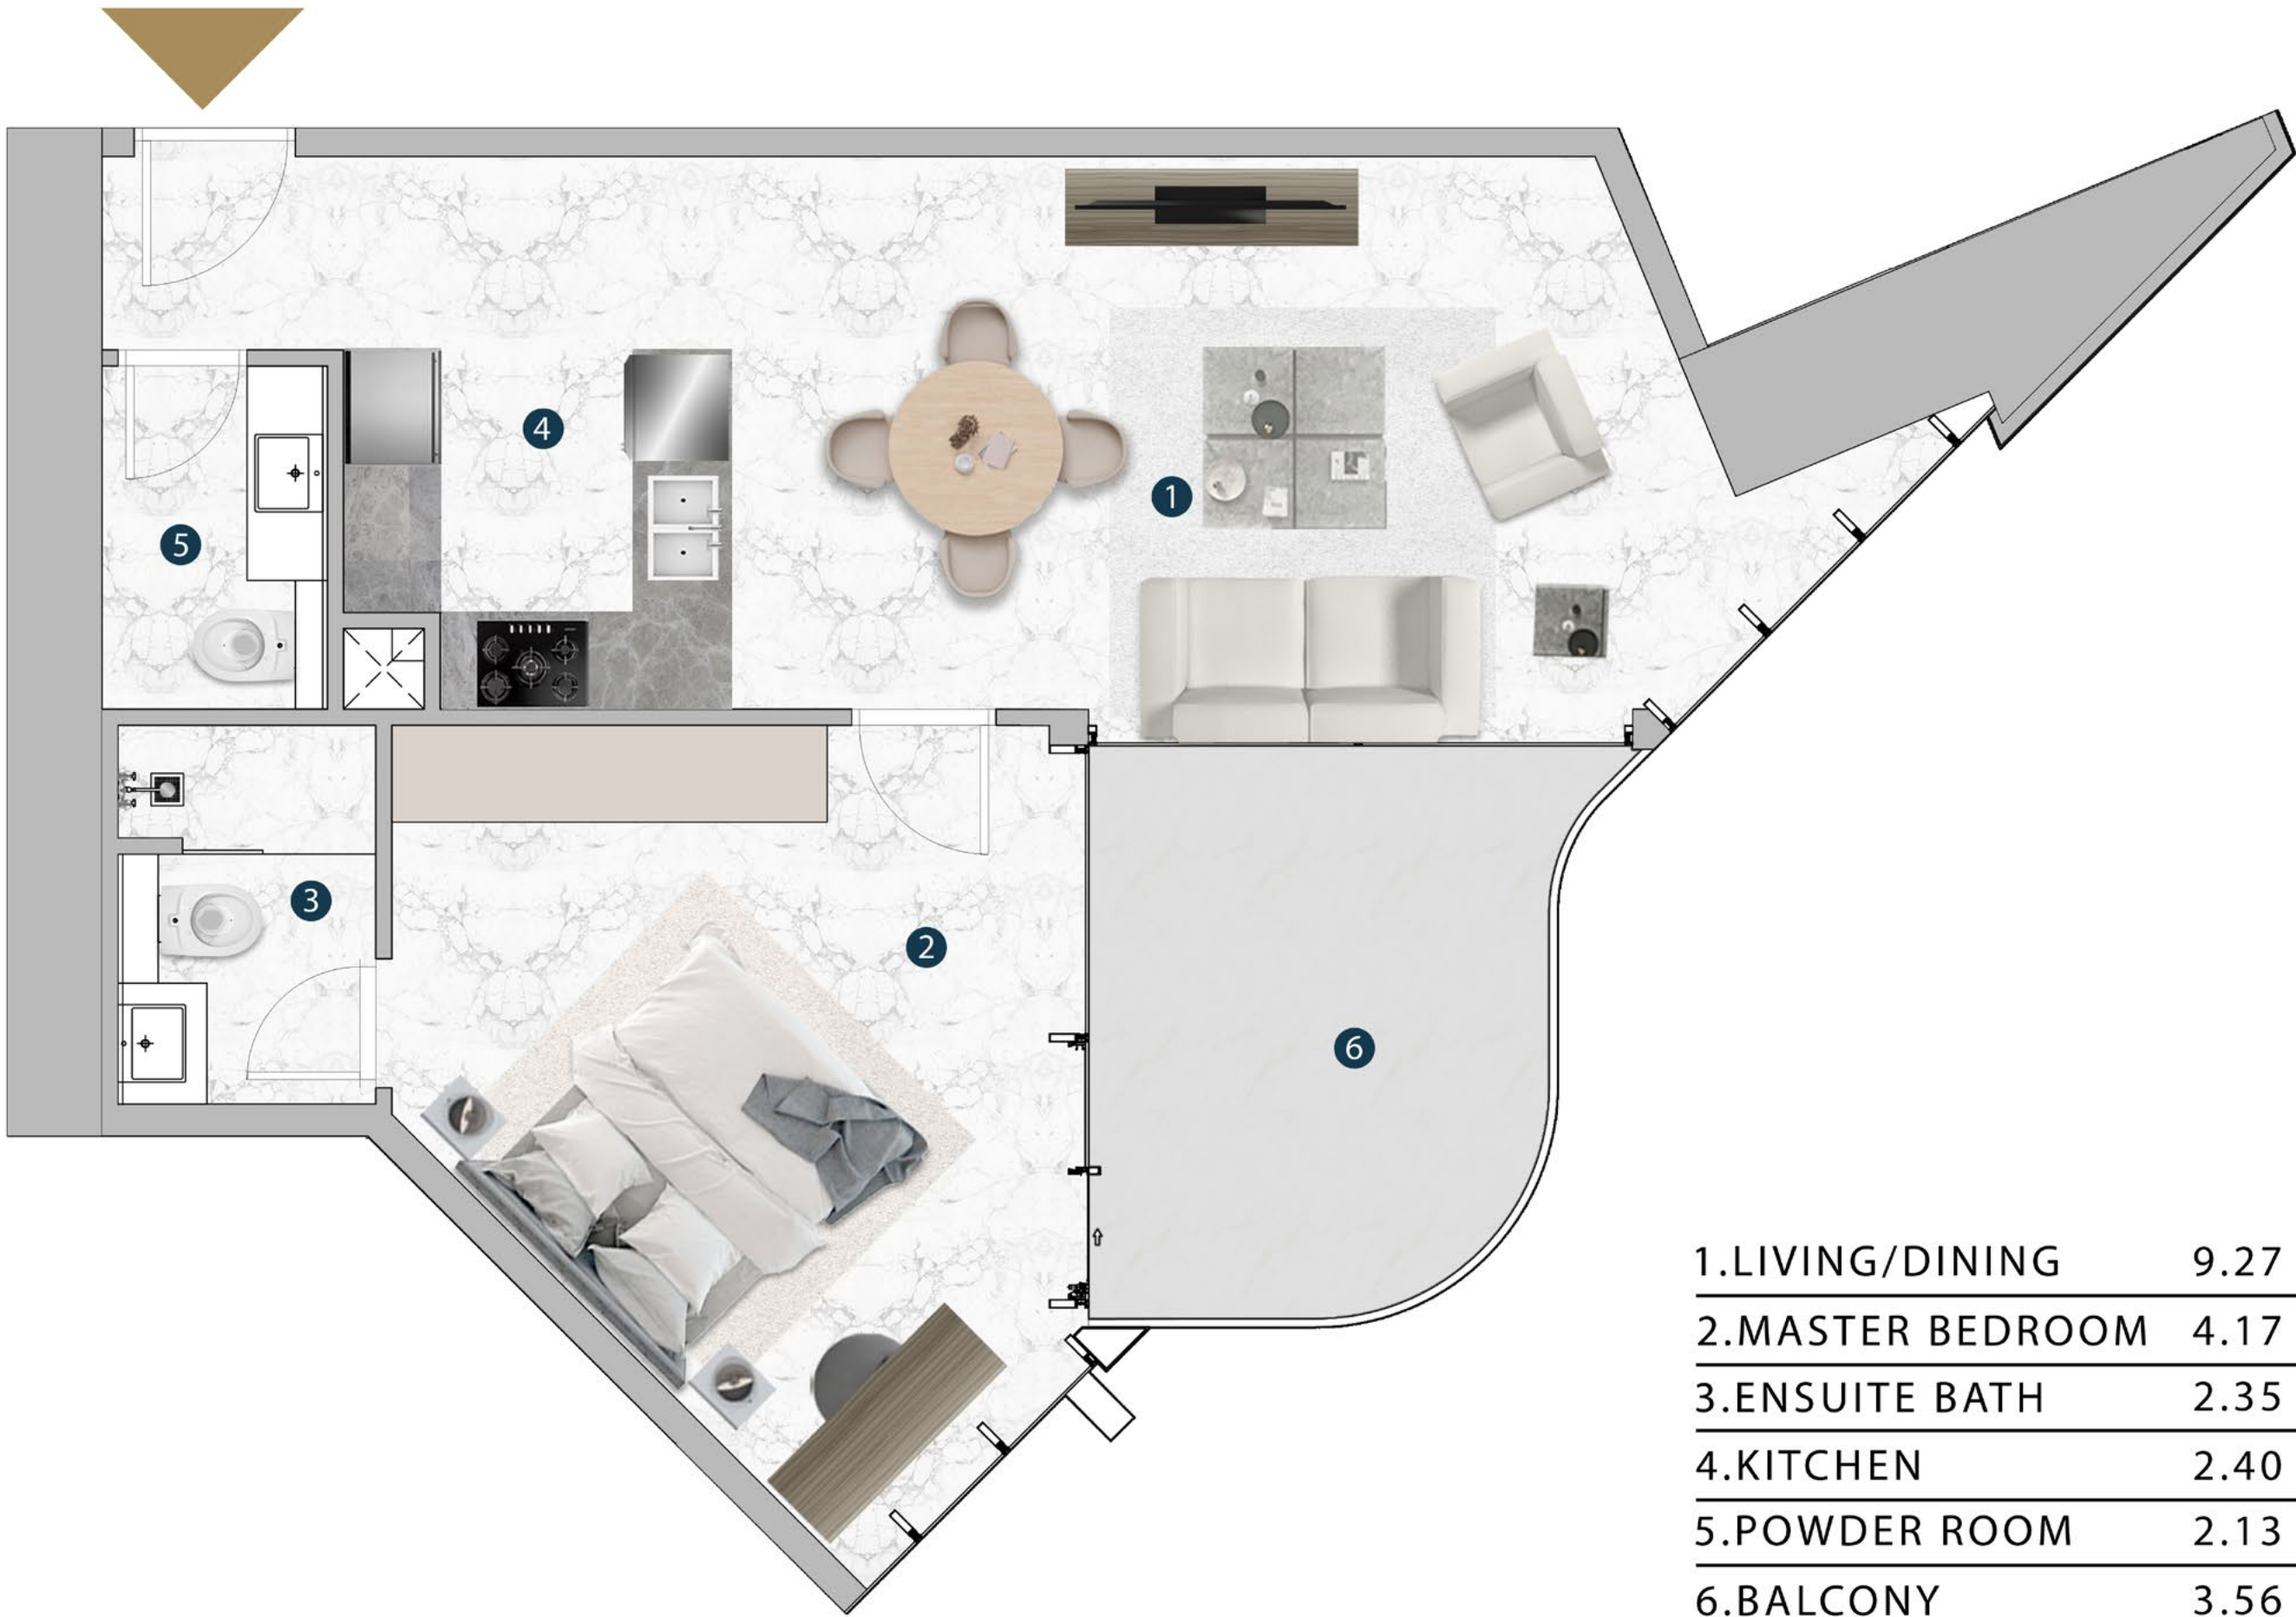 4
1
5
3
2
6
1.LIVING/DINING 9.27
2.MASTER BEDROOM 4.17
3.ENSUITE BATH 2.35
4.KITCHEN 2.40
5.POWDER ROOM 2.13
6.BALCONY 3.56